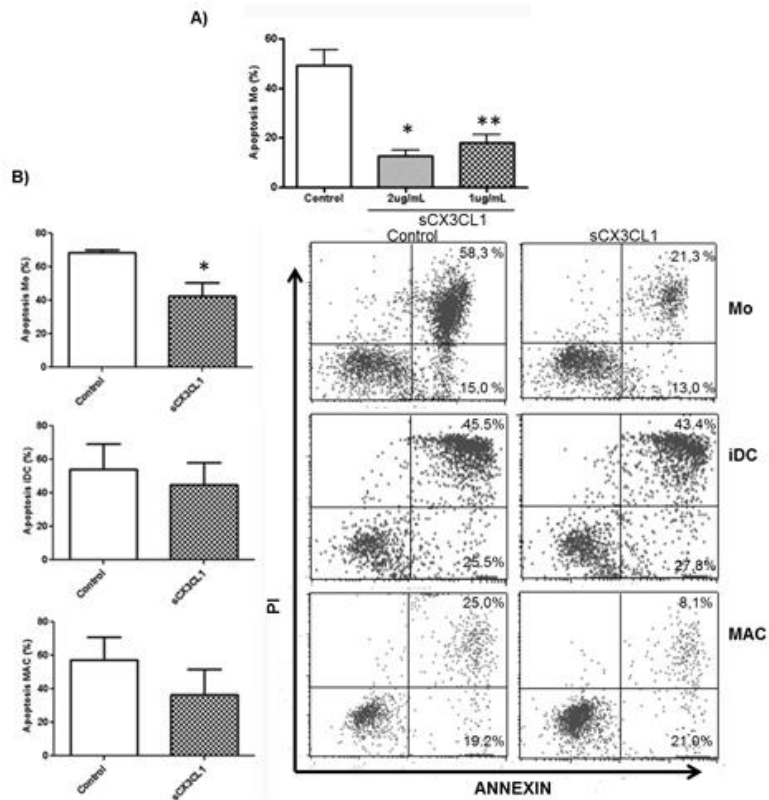 A)
Apoptosis Mo (%)
60
40
20
0
*
**
Control
2ug/mL
1ug/mL
sCX3CL1
B)
Apoptosis Mo (%)
80
60
40
20
0
*
Control
sCX3CL1
Apoptosis iDC (%)
80
60
40
20
0
Control
sCX3CL1
Apoptosis MAC (%)
80
60
40
20
0
Control
sCX3CL1
Control
sCX3CL1
58,3 %
21,3 %
Mo
15,0 %
13,0 %
45.5%
43.4%
iDC
25.5%
27,8%
25,0%
8,1%
MAC
19.2%
21.0%
PI
ANNEXIN